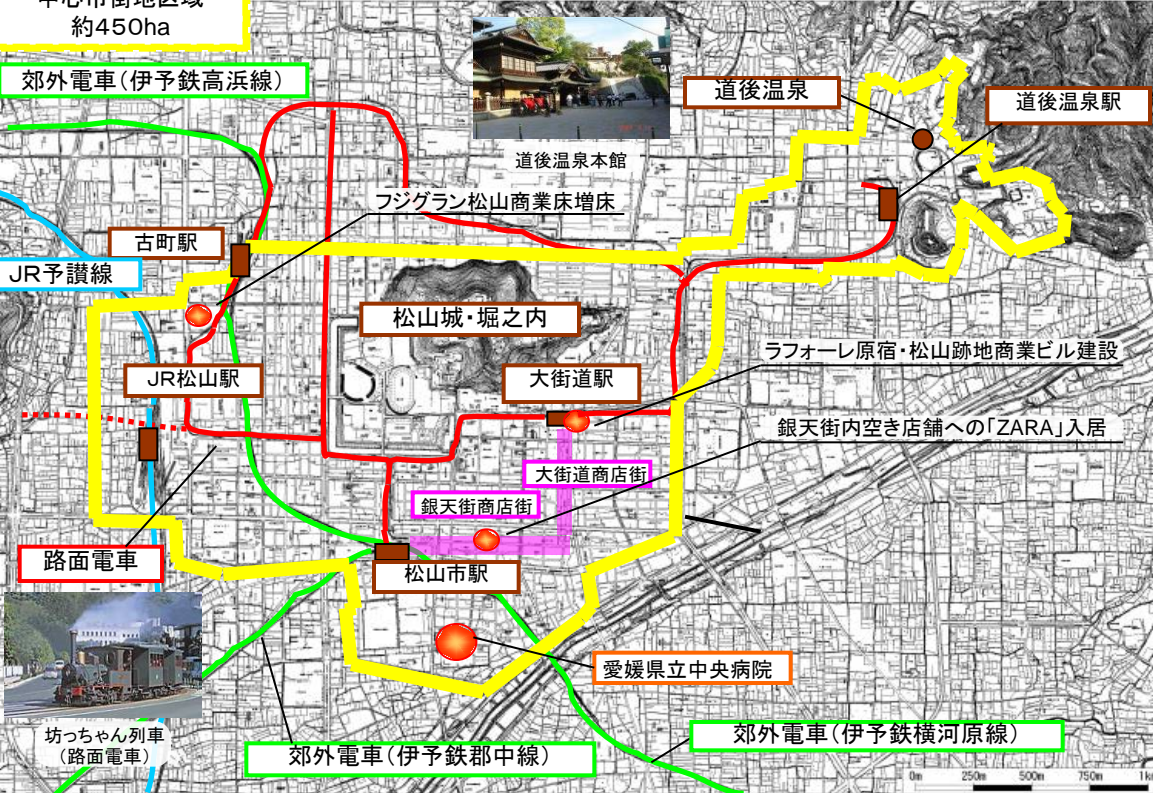 中心市街地区域
約450ha
郊外電車(伊予鉄高浜線)
道後温泉
道後温泉駅
道後温泉本館
フジグラン松山商業床増床
古町駅
JR予讃線
松山城・堀之内
ラフォーレ原宿・松山跡地商業ビル建設
JR松山駅
大街道駅
銀天街内空き店舗への「ZARA」入居
大街道商店街
銀天街商店街
路面電車
松山市駅
愛媛県立中央病院
坊っちゃん列車
(路面電車)
郊外電車(伊予鉄郡中線)
郊外電車(伊予鉄横河原線)
0m 250m 500m 750m